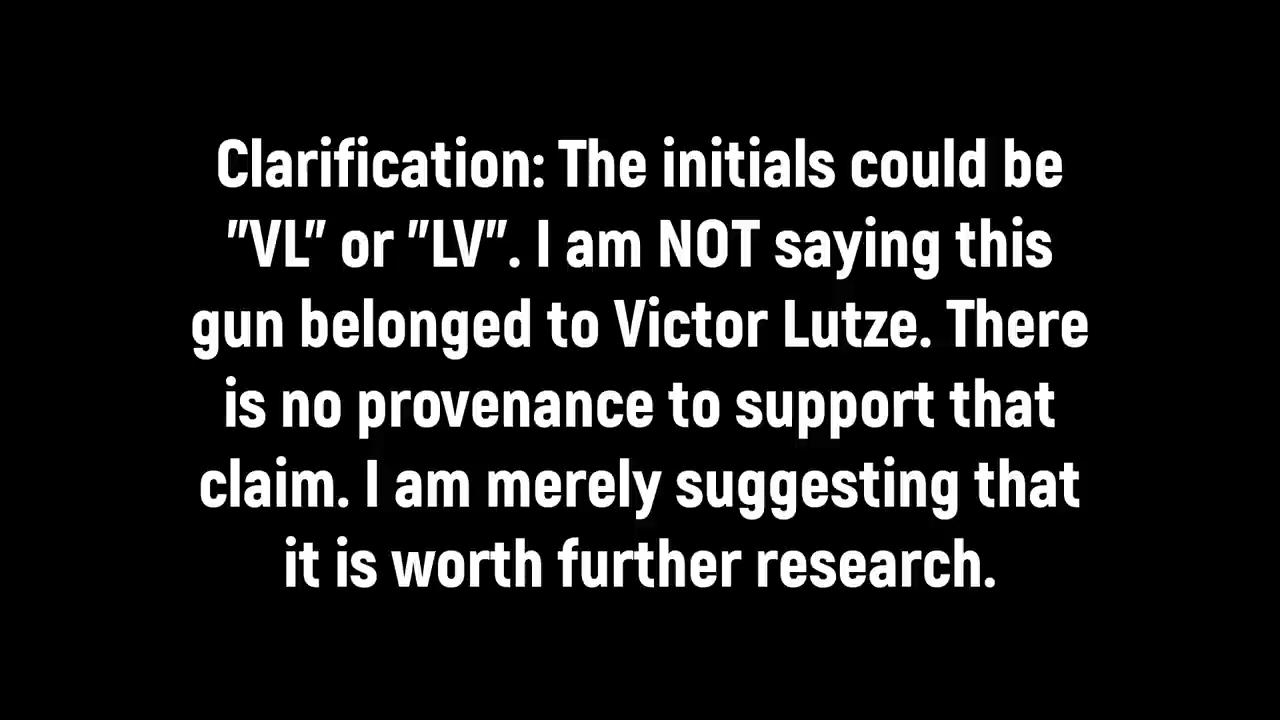 Clarification: The initials could be
"VL" or "LV". I am NOT saying this
gun belonged to Victor Lutze. There
is no provenance to support that
claim. I am merely suggesting that
it is worth further research.